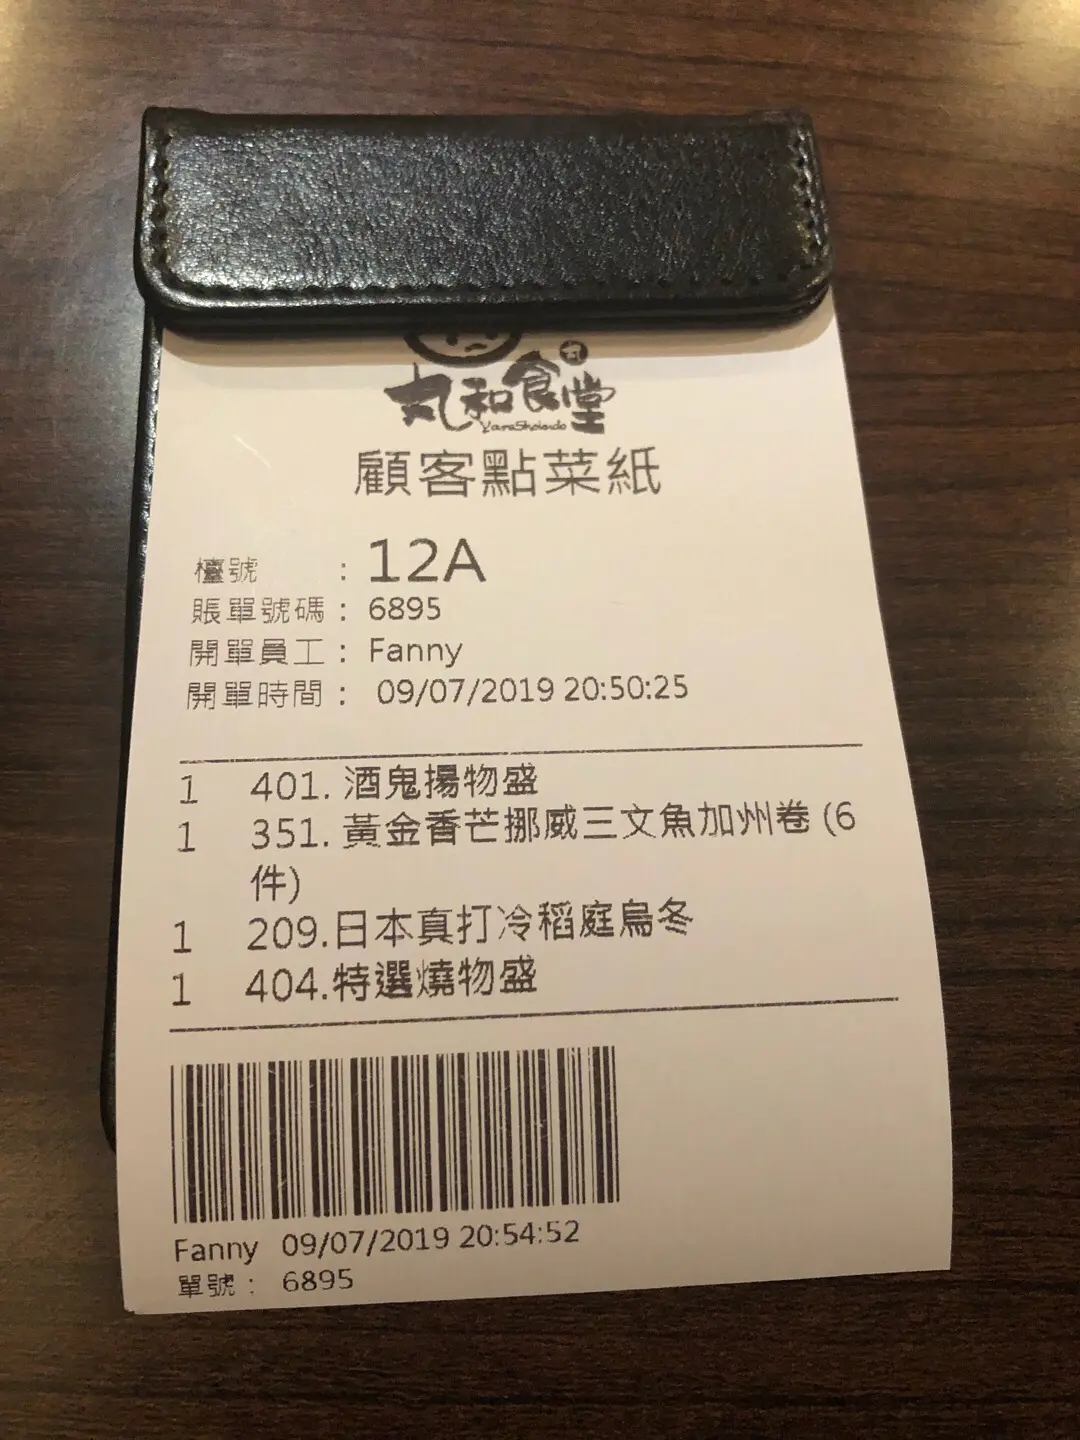 丸和食堂
顧客點菜紙
檯號 : 12A
賬單號碼 : 6895
開單員工 : Fanny
開單時間 : 09/07/2019 20:50:25
1 401. 酒鬼揚物盛
1 351. 黃金香芒挪威三文魚加州卷 (6
件)
1 209.日本真打冷稻庭烏冬
1 404.特選燒物盛
Fanny 09/07/2019 20:54:52
單號 : 6895